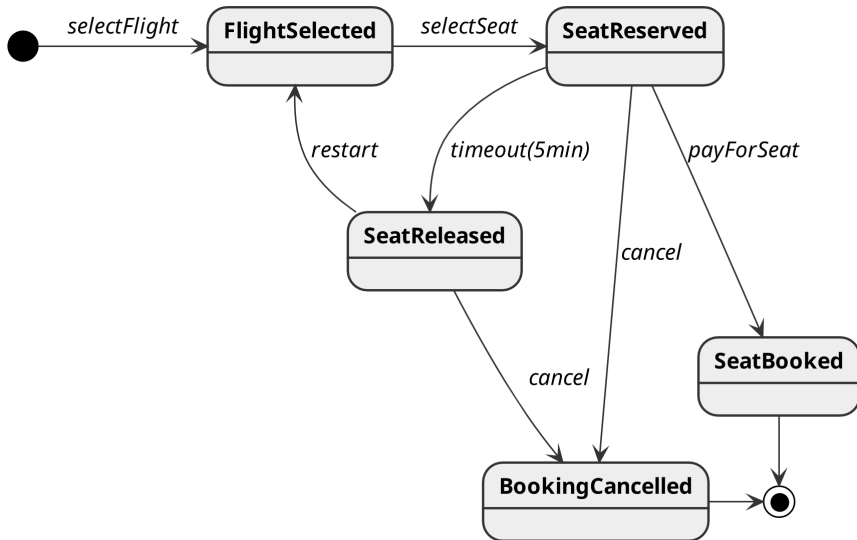 selectFlight
FlightSelected
selectSeat
SeatReserved
restart
timeout(5min)
payForSeat
SeatReleased
cancel
SeatBooked
cancel
BookingCancelled